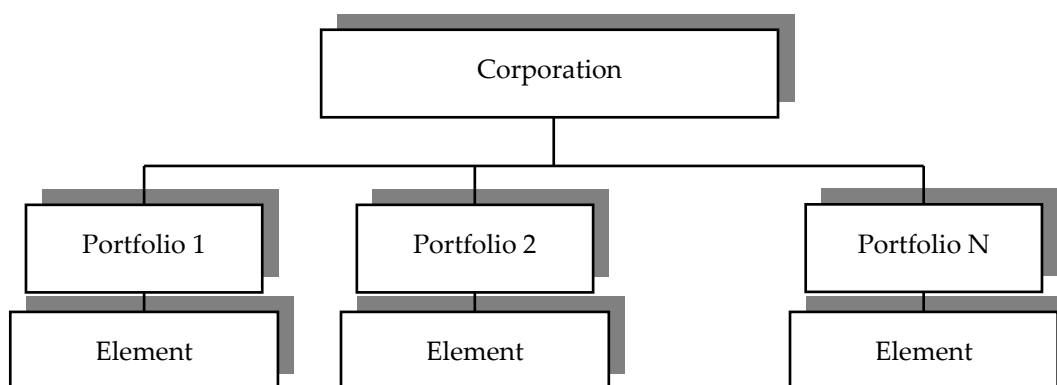 Corporation
Portfolio 1
Portfolio 2
Portfolio N
Element
Element
Element